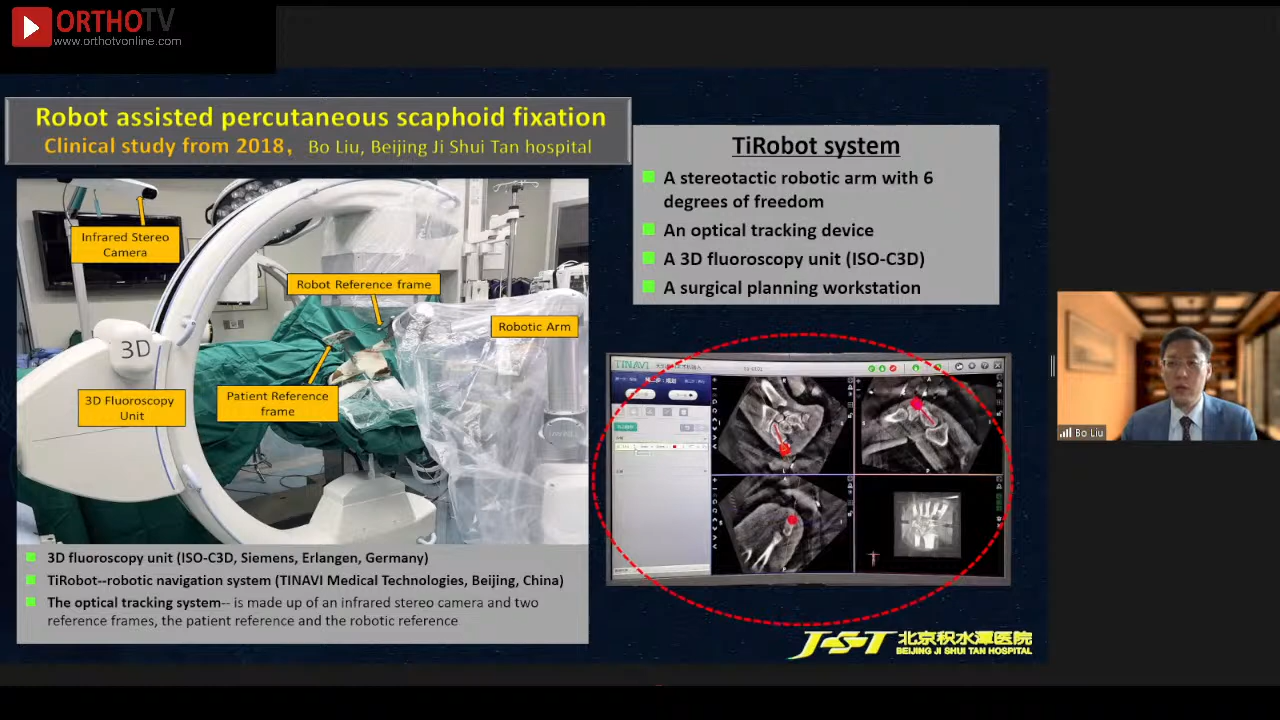 ORTHOTV
www.orthotvonline.com
Robot assisted percutaneous scaphoid fixation
Clinical study from 2018, Bo Liu, Beijing Ji Shui Tan hospital
Infrared Stereo
Camera
Robot Reference frame
Robotic Arm
3D
3D Fluoroscopy
Unit
Patient Reference
frame
3D fluoroscopy unit (ISO-C3D, Siemens, Erlangen, Germany)
TiRobot--robotic navigation system (TINAVI Medical Technologies, Beijing, China)
The optical tracking system-- is made up of an infrared stereo camera and two
reference frames, the patient reference and the robotic reference
TiRobot system
A stereotactic robotic arm with 6
degrees of freedom
An optical tracking device
A 3D fluoroscopy unit (ISO-C3D)
A surgical planning workstation
TINAVI
JST 北京积水潭医院
BEIJING JI SHUI TAN HOSPITAL
Bo Liu